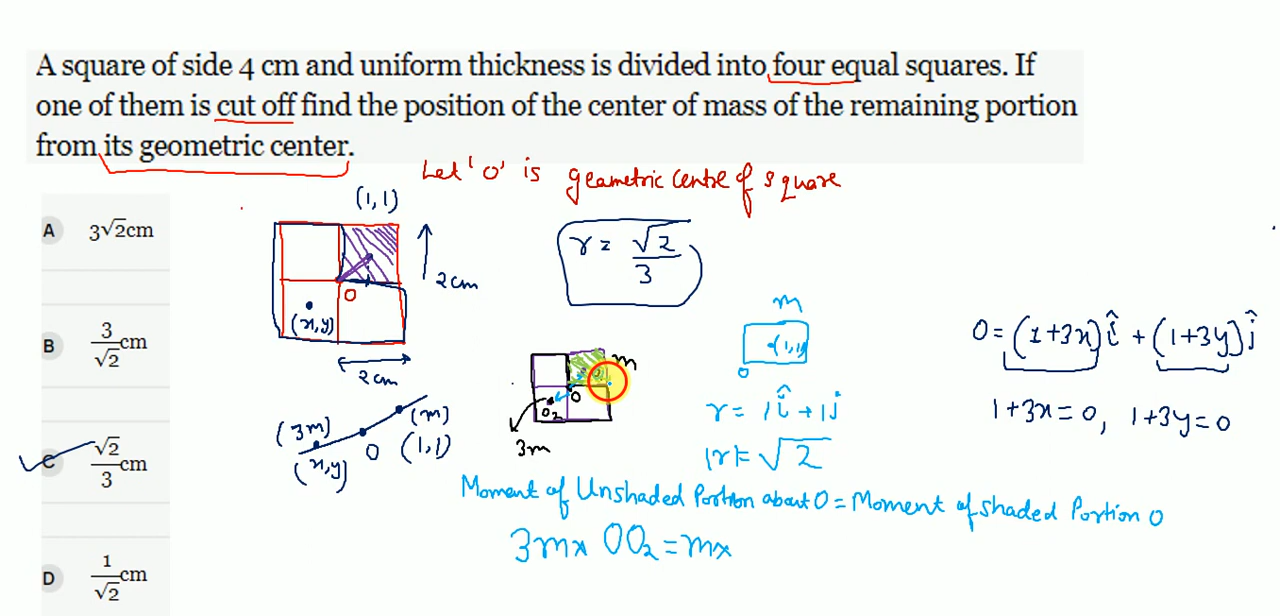 A square of side 4 cm and uniform thickness is divided into four equal squares. If
one of them is cut off find the position of the center of mass of the remaining portion
from its geometric center.
Let 'O' is geametric centre of square
A 3√2cm
B 3/√2 cm
C √2/3 cm
D 1/√2 cm
(1,1)
2cm
O
(x,y)
2cm
(3m)
(m)
O
(1,1)
(x,y)
r = √2/3
m
O
O2
3m
m
(1,1)
O
r = 1î + 1ĵ
|r| = √2
O = (1+3x)î + (1+3y)ĵ
1+3x=0, 1+3y=0
Moment of Unshaded Portion about O = Moment of shaded Portion O
3m× OO2 = m×